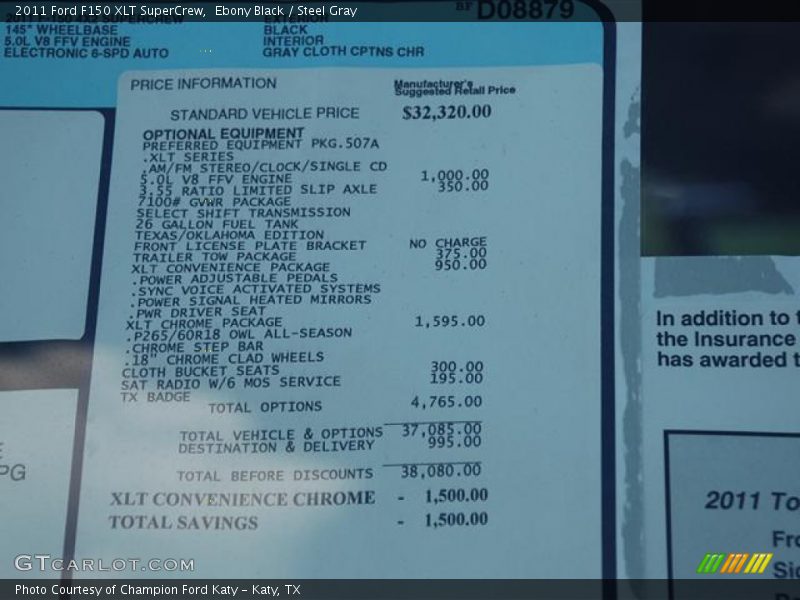 2011 Ford F150 XLT SuperCrew, Ebony Black / Steel Gray
BF D08879
2011 F-150 4X2 SUPERCREW
145" WHEELBASE
5.0L V8 FFV ENGINE
ELECTRONIC 6-SPD AUTO
EXTERIOR
BLACK
INTERIOR
GRAY CLOTH CPTNS CHR
PRICE INFORMATION
Manufacturer's
Suggested Retail Price
STANDARD VEHICLE PRICE $32,320.00
OPTIONAL EQUIPMENT
PREFERRED EQUIPMENT PKG.507A
.XLT SERIES
.AM/FM STEREO/CLOCK/SINGLE CD
5.0L V8 FFV ENGINE 1,000.00
3.55 RATIO LIMITED SLIP AXLE 350.00
7100# GVWR PACKAGE
SELECT SHIFT TRANSMISSION
26 GALLON FUEL TANK
TEXAS/OKLAHOMA EDITION
FRONT LICENSE PLATE BRACKET NO CHARGE
TRAILER TOW PACKAGE 375.00
XLT CONVENIENCE PACKAGE 950.00
.POWER ADJUSTABLE PEDALS
.SYNC VOICE ACTIVATED SYSTEMS
.POWER SIGNAL HEATED MIRRORS
.PWR DRIVER SEAT
XLT CHROME PACKAGE 1,595.00
.P265/60R18 OWL ALL-SEASON
.CHROME STEP BAR
.18" CHROME CLAD WHEELS
CLOTH BUCKET SEATS 300.00
SAT RADIO W/6 MOS SERVICE 195.00
TX BADGE
TOTAL OPTIONS 4,765.00
TOTAL VEHICLE & OPTIONS 37,085.00
DESTINATION & DELIVERY 995.00
TOTAL BEFORE DISCOUNTS 38,080.00
XLT CONVENIENCE CHROME - 1,500.00
TOTAL SAVINGS - 1,500.00
PG
In addition to t
the Insurance
has awarded t
2011 To
Fro
Sid
GTCARLOT.COM
Photo Courtesy of Champion Ford Katy – Katy, TX